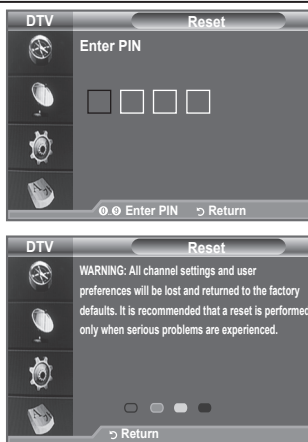 DTV Reset
Enter PIN
0..9 Enter PIN Return
DTV Reset
WARNING: All channel settings and user
preferences will be lost and returned to the factory
defaults. It is recommended that a reset is performed
only when serious problems are experienced.
Return